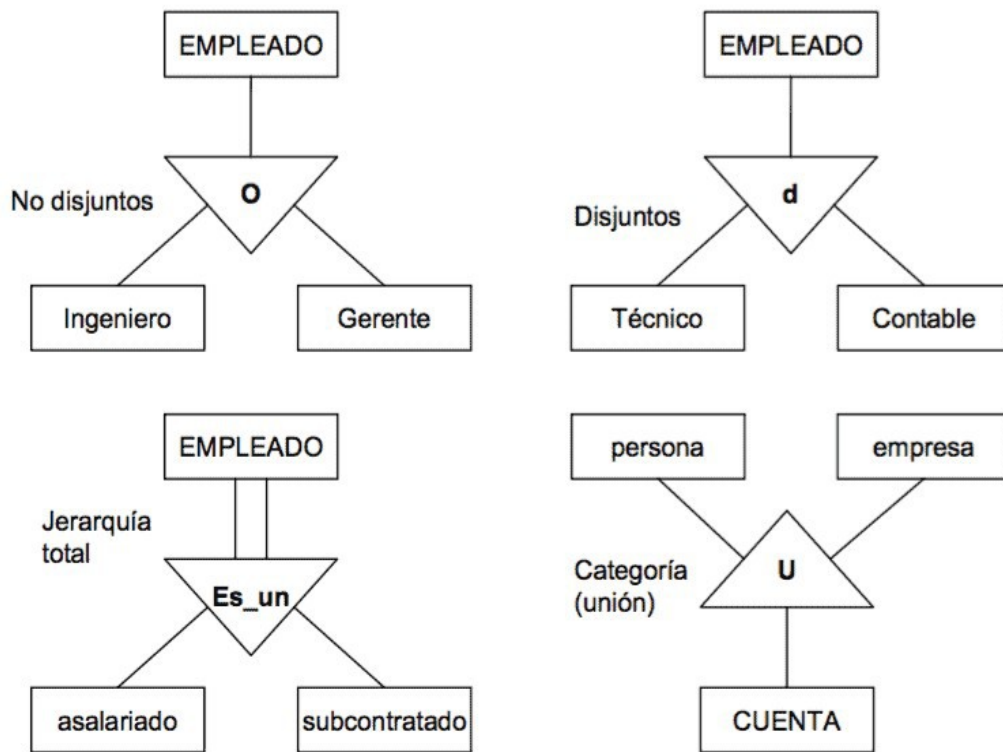 EMPLEADO
O
No disjuntos
Ingeniero
Gerente
EMPLEADO
d
Disjuntos
Técnico
Contable
EMPLEADO
Jerarquía
total
Es_un
asalariado
subcontratado
persona
empresa
Categoría
(unión)
U
CUENTA